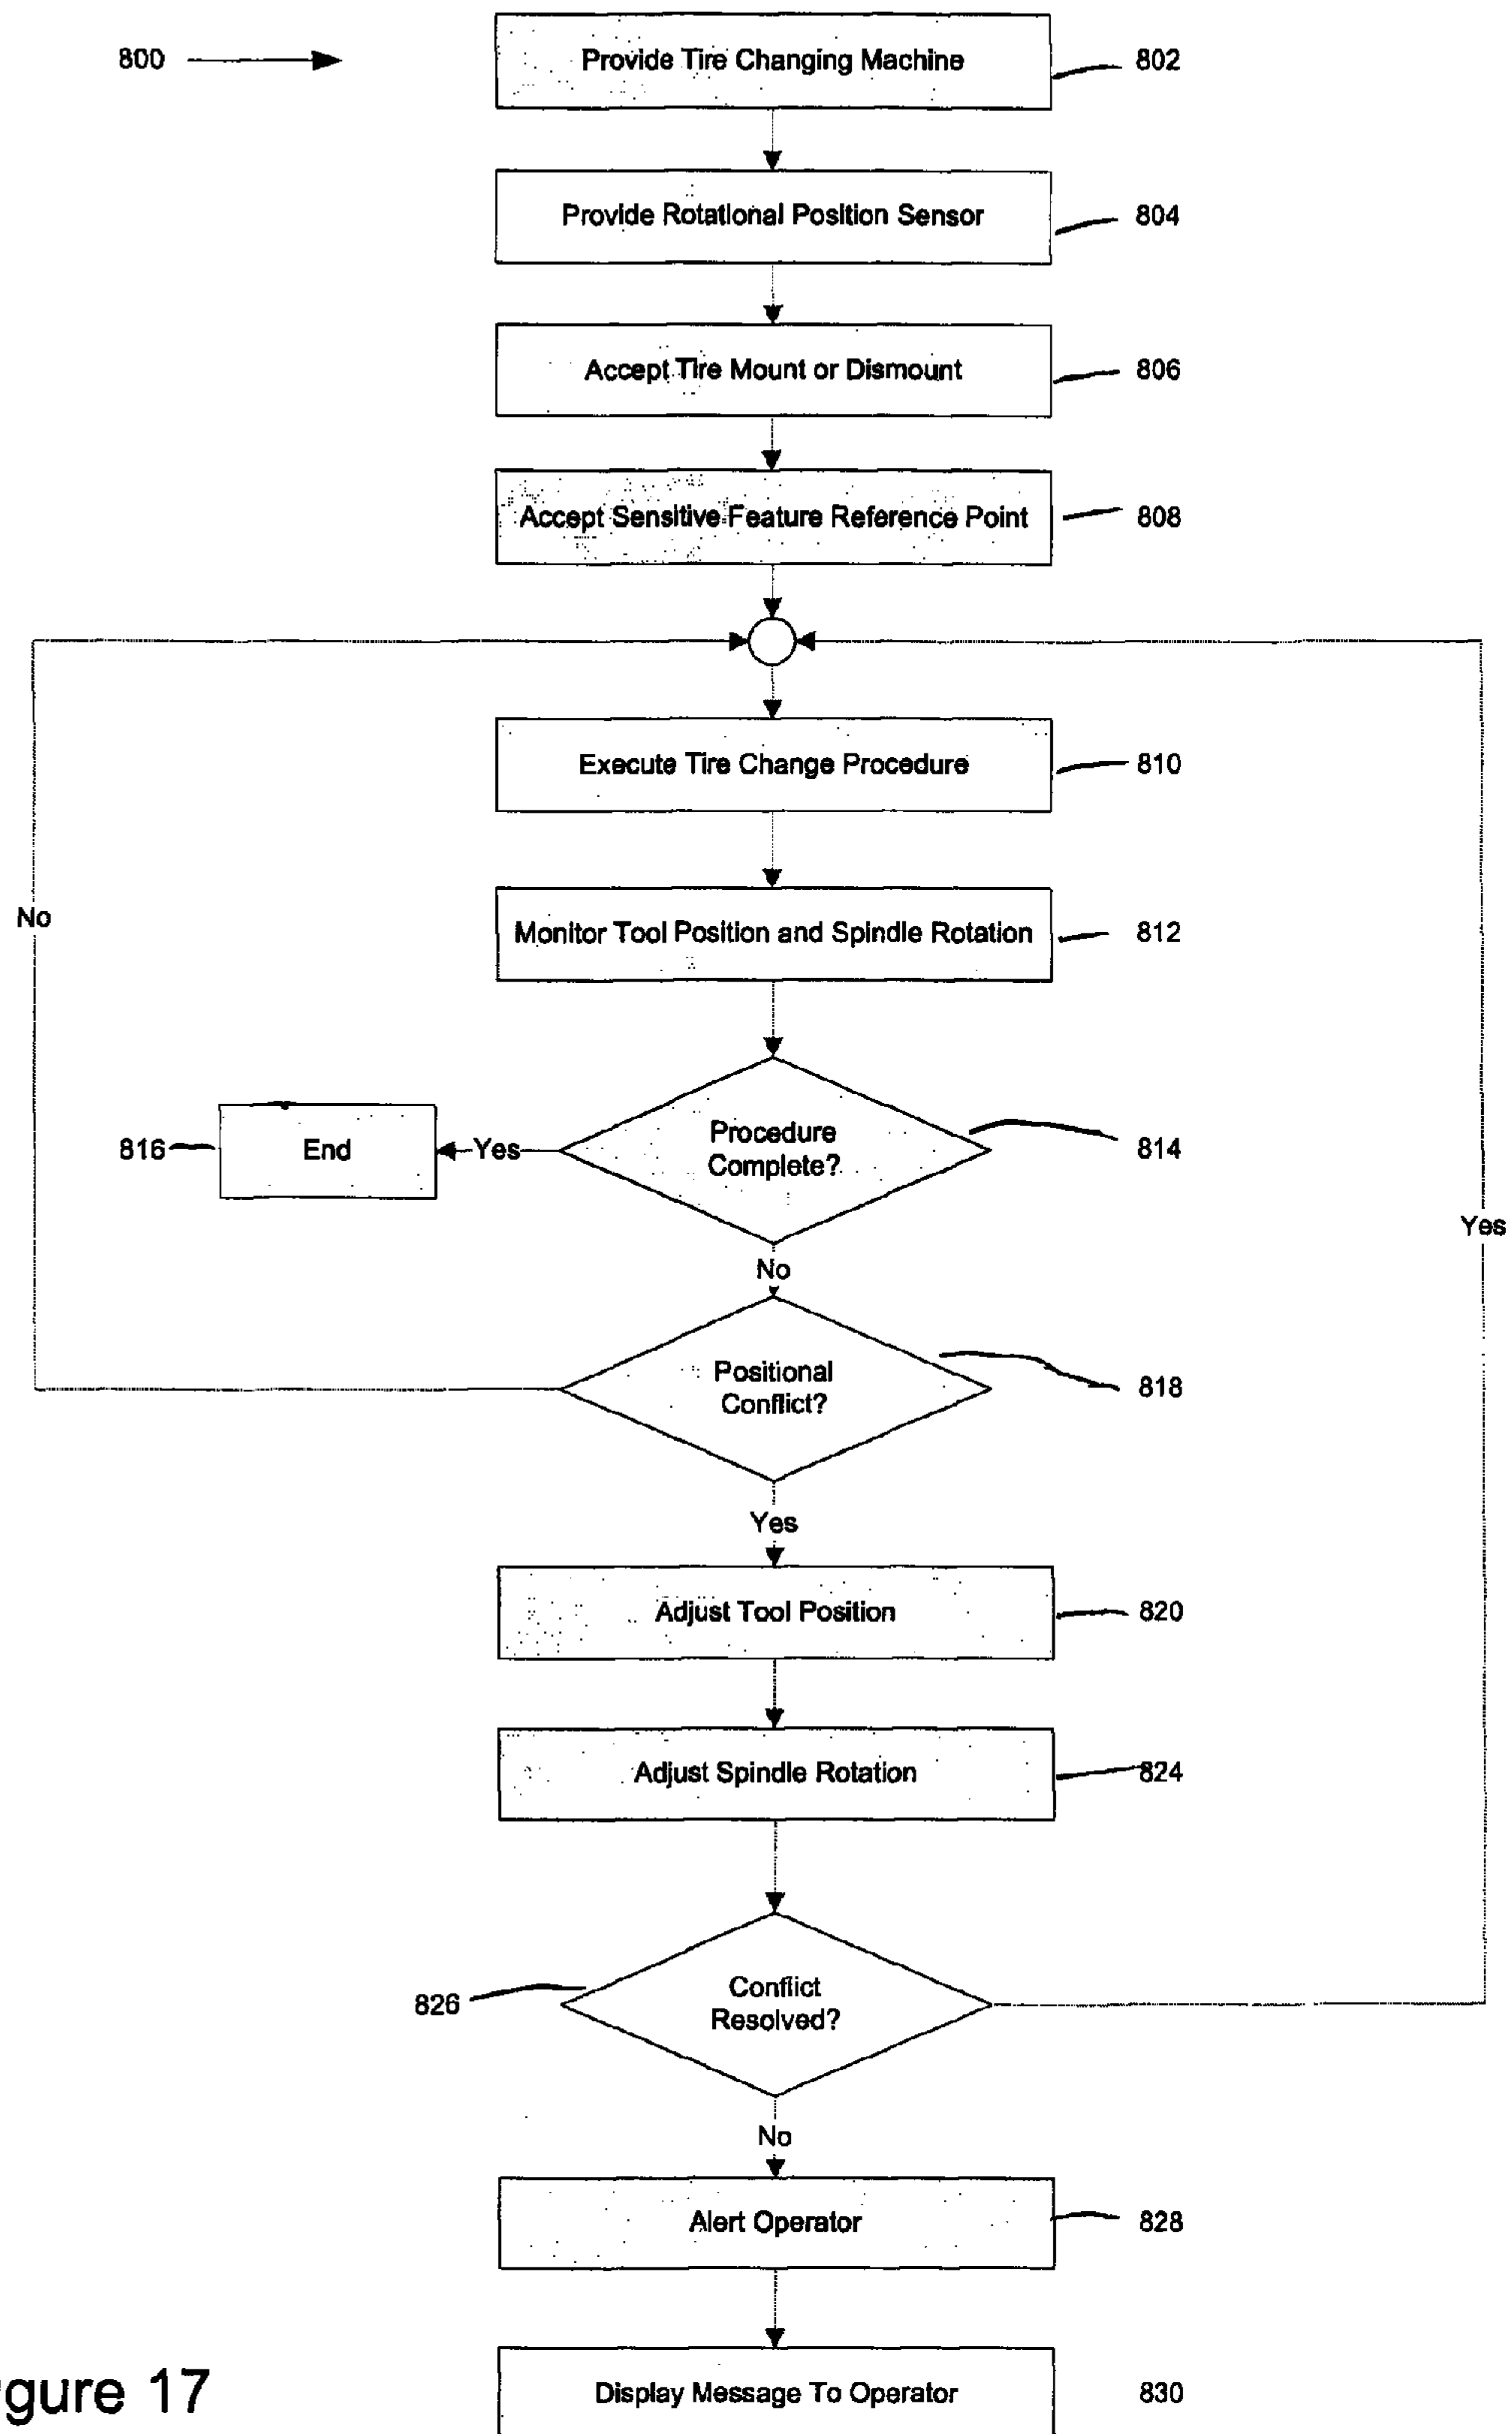 800
Provide Tire Changing Machine
802
Provide Rotational Position Sensor
804
Accept Tire Mount or Dismount
806
Accept Sensitive Feature Reference Point
808
Execute Tire Change Procedure
810
No
Monitor Tool Position and Spindle Rotation
812
816
End
Yes
Procedure
Complete?
814
Yes
No
Positional
Conflict?
818
Yes
Adjust Tool Position
820
Adjust Spindle Rotation
824
826
Conflict
Resolved?
No
Alert Operator
828
Display Message To Operator
830
gure 17